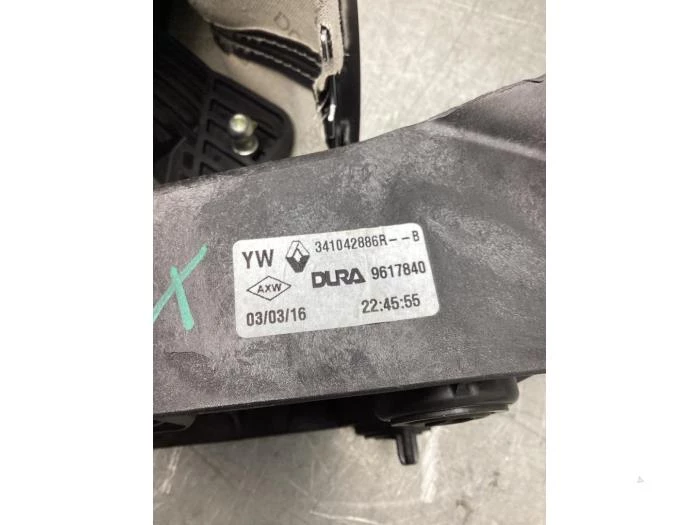 YW 341042886R--B
AXW DURA 9617840
03/03/16 22:45:55
X